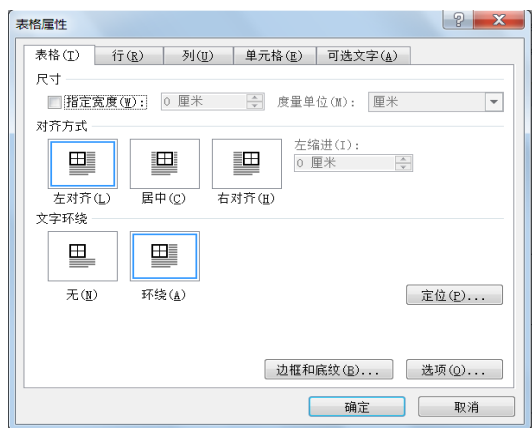 表格属性
表格(T) 行(R) 列(U) 单元格(E) 可选文字(A)
尺寸
指定宽度(W): 0 厘米 度量单位(M): 厘米
对齐方式
左缩进(I):
0 厘米
左对齐(L) 居中(C) 右对齐(H)
文字环绕
无(N) 环绕(A) 定位(P)...
边框和底纹(B)... 选项(O)...
确定 取消